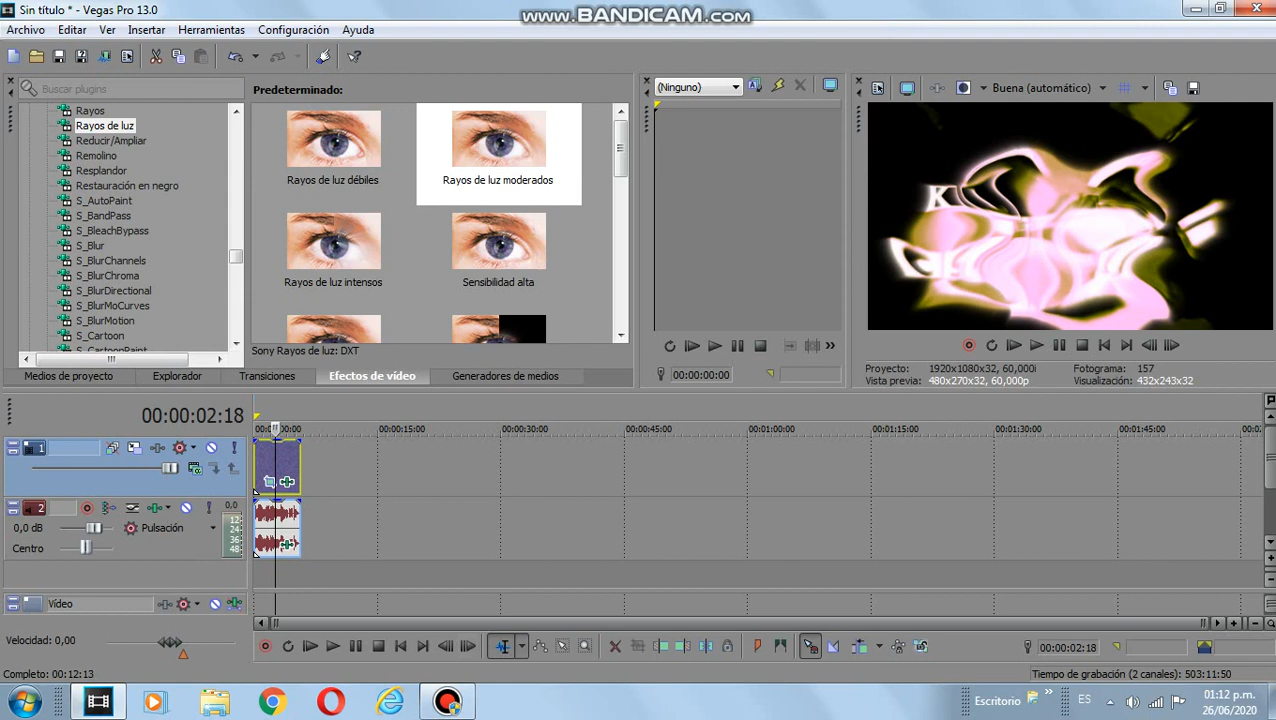 Sin título * - Vegas Pro 13.0
www.BANDICAM.com
Archivo Editar Ver Insertar Herramientas Configuración Ayuda
Buscar plugins
Predeterminado:
(Ninguno)
Buena (automático)
Rayos
Rayos de luz
Reducir/Ampliar
Remolino
Resplandor
Restauración en negro
S_AutoPaint
S_BandPass
S_BleachBypass
S_Blur
S_BlurChannels
S_BlurChroma
S_BlurDirectional
S_BlurMoCurves
S_BlurMotion
S_Cartoon
S_CartoonPaint
Rayos de luz débiles
Rayos de luz moderados
Rayos de luz intensos
Sensibilidad alta
Sony Rayos de luz: DXT
K
Medios de proyecto Explorador Transiciones Efectos de vídeo Generadores de medios
00:00:00:00
Proyecto: 1920x1080x32, 60,000i Fotograma: 157
Vista previa: 480x270x32, 60,000p Visualización: 432x243x32
00:00:02:18
00:00:15:00 00:00:30:00 00:00:45:00 00:01:00:00 00:01:15:00 00:01:30:00 00:01:45:00
1
2
0,0
0,0 dB Pulsación
Centro
12
24
36
48
Vídeo
Velocidad: 0,00
00:00:02:18
Completo: 00:12:13
Tiempo de grabación (2 canales): 503:11:50
Escritorio
ES
01:12 p.m.
26/06/2020